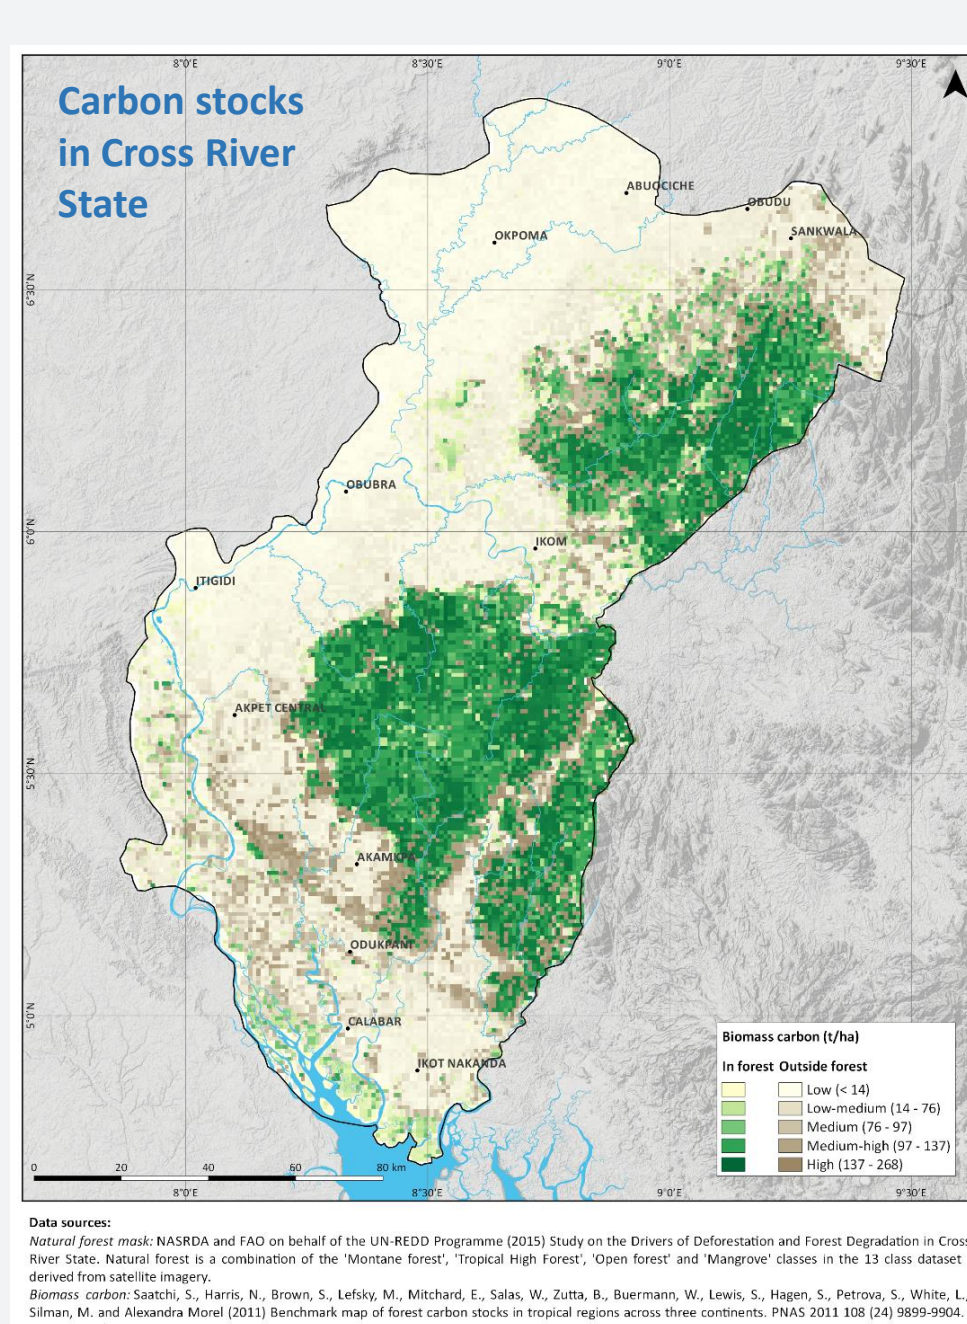 Carbon stocks
in Cross River
State
8°0'E
8°30'E
9°0'E
9°30'E
6°30'N
6°0'N
5°30'N
5°0'N
ABUOCICHE
OBUDU
SANKWALA
OKPOMA
OBUBRA
IKOM
ITIGIDI
AKPET CENTRAL
AKAMKPA
ODUKPANI
CALABAR
IKOT NAKANDA
Biomass carbon (t/ha)
In forest Outside forest
Low (< 14)
Low-medium (14 - 76)
Medium (76 - 97)
Medium-high (97 - 137)
High (137 - 268)
0 20 40 60 80 km
8°0'E
8°30'E
9°0'E
9°30'E
Data sources:
Natural forest mask: NASRDA and FAO on behalf of the UN-REDD Programme (2015) Study on the Drivers of Deforestation and Forest Degradation in Cross
River State. Natural forest is a combination of the 'Montane forest', 'Tropical High Forest', 'Open forest' and 'Mangrove' classes in the 13 class dataset
derived from satellite imagery.
Biomass carbon: Saatchi, S., Harris, N., Brown, S., Lefsky, M., Mitchard, E., Salas, W., Zutta, B., Buermann, W., Lewis, S., Hagen, S., Petrova, S., White, L.,
Silman, M. and Alexandra Morel (2011) Benchmark map of forest carbon stocks in tropical regions across three continents. PNAS 2011 108 (24) 9899-9904.